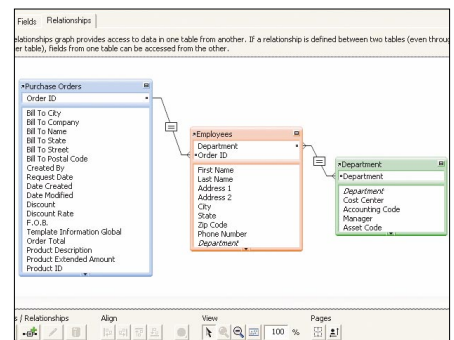 Fields Relationships
elationships graph provides access to data in one table from another. If a relationship is defined between two tables (even throug
er table), fields from one table can be accessed from the other.
Purchase Orders
Order ID
Bill To City
Bill To Company
Bill To Name
Bill To State
Bill To Street
Bill To Postal Code
Created By
Request Date
Date Created
Date Modified
Discount
Discount Rate
F.O.B.
Template Information Global
Order Total
Product Description
Product Extended Amount
Product ID
Employees
Department
Order ID
First Name
Last Name
Address 1
Address 2
City
State
Zip Code
Phone Number
Department
Department
Department
Department
Cost Center
Accounting Code
Manager
Asset Code
s / Relationships Align View Pages
100 %